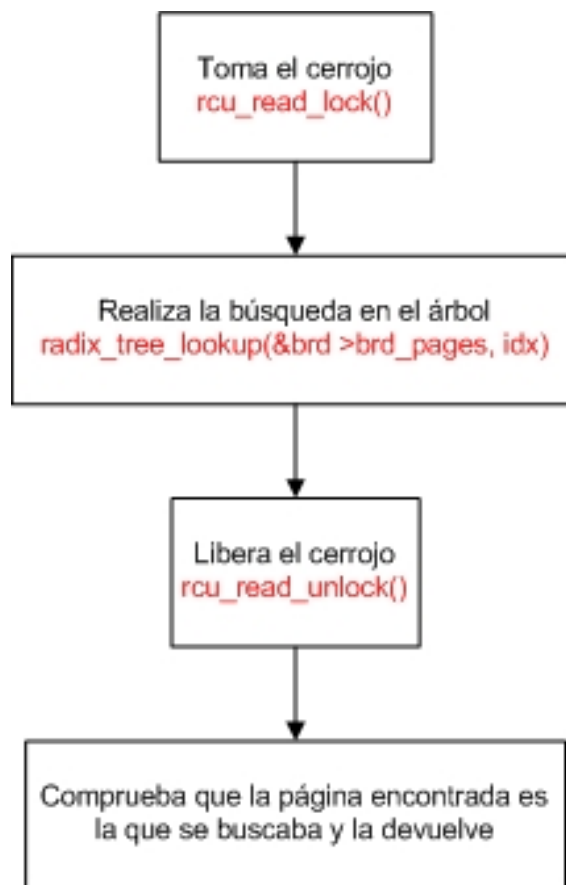 Toma el cerrojo
rcu_read_lock()
Realiza la búsqueda en el árbol
radix_tree_lookup(&brd >brd_pages, idx)
Libera el cerrojo
rcu_read_unlock()
Comprueba que la página encontrada es
la que se buscaba y la devuelve